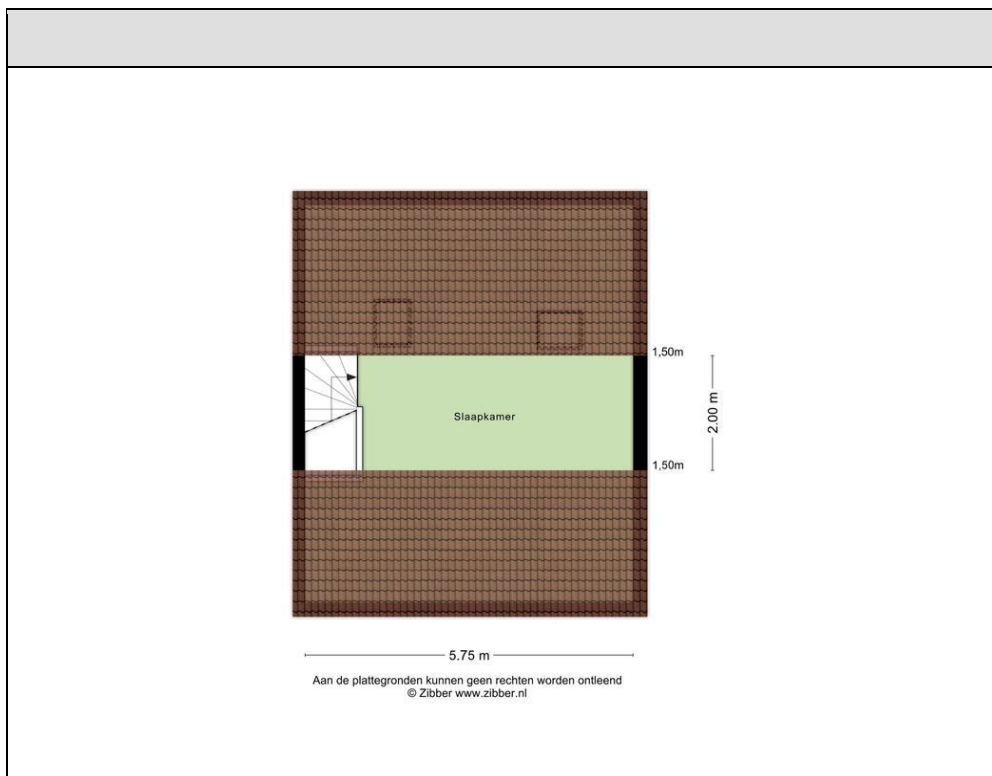 1,50m
Slaapkamer
2.00 m
1,50m
5.75 m
Aan de plattegronden kunnen geen rechten worden ontleend
© Zibber www.zibber.nl